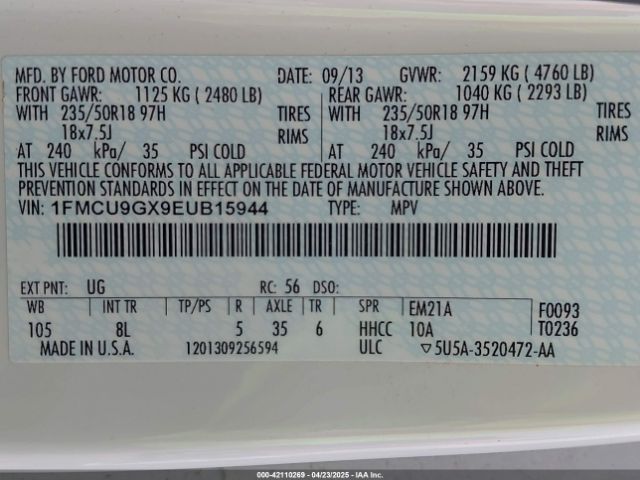 MFD. BY FORD MOTOR CO. DATE: 09/13 GVWR: 2159 KG ( 4760 LB)
FRONT GAWR: 1125 KG ( 2480 LB) REAR GAWR: 1040 KG ( 2293 LB)
WITH 235/50R18 97H TIRES WITH 235/50R18 97H TIRES
18x7.5J RIMS 18x7.5J RIMS
AT 240 kPa/ 35 PSI COLD AT 240 kPa/ 35 PSI COLD
THIS VEHICLE CONFORMS TO ALL APPLICABLE FEDERAL MOTOR VEHICLE SAFETY AND THEFT
PREVENTION STANDARDS IN EFFECT ON THE DATE OF MANUFACTURE SHOWN ABOVE.
VIN: 1FMCU9GX9EUB15944 TYPE: MPV
EXT PNT: UG RC: 56 DSO:
WB INT TR TP/PS R AXLE TR SPR EM21A F0093
105 8L 5 35 6 HHCC 10A T0236
MADE IN U.S.A. 1201309256594 ULC ▽5U5A-3520472-AA
000-42110269 - 04/23/2025 - IAA Inc.